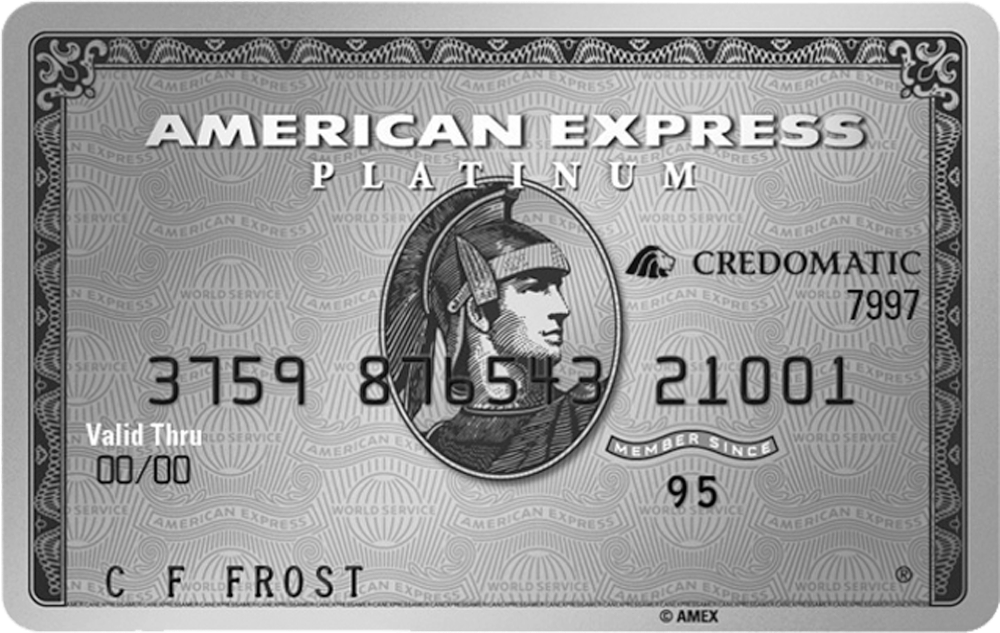 AMERICAN EXPRESS
PLATINUM
CREDOMATIC
7997
3759 876543 21001
Valid Thru
00/00
MEMBER SINCE
95
C F FROST
®
© AMEX